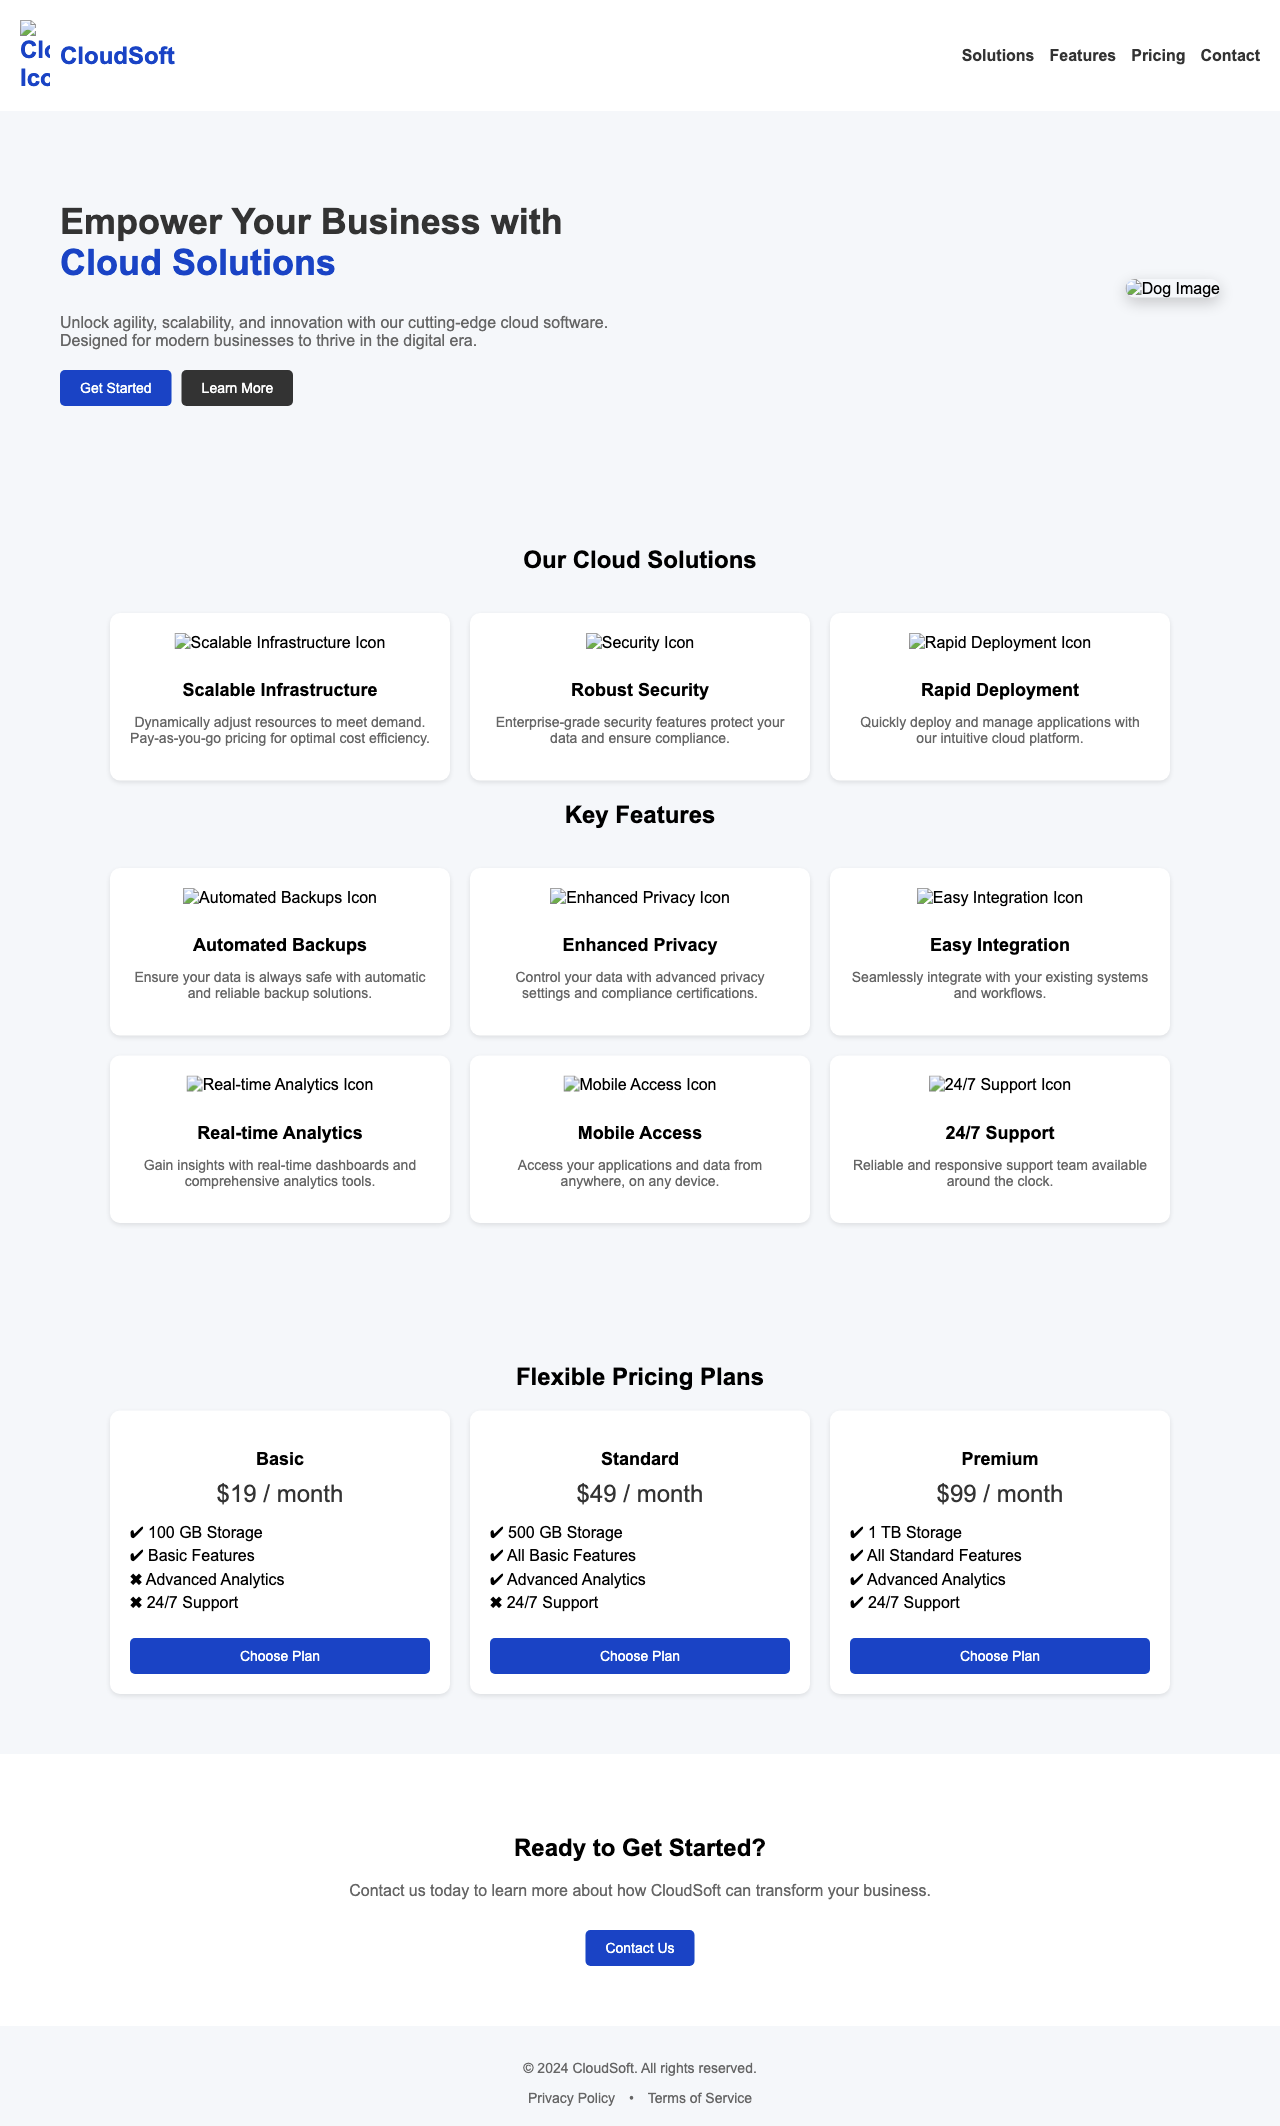 Clo
Ico
CloudSoft
Solutions Features Pricing Contact
Empower Your Business with
Cloud Solutions
Dog Image
Unlock agility, scalability, and innovation with our cutting-edge cloud software.
Designed for modern businesses to thrive in the digital era.
Get Started Learn More
Our Cloud Solutions
Scalable Infrastructure Icon
Scalable Infrastructure
Dynamically adjust resources to meet demand.
Pay-as-you-go pricing for optimal cost efficiency.
Security Icon
Robust Security
Enterprise-grade security features protect your
data and ensure compliance.
Rapid Deployment Icon
Rapid Deployment
Quickly deploy and manage applications with
our intuitive cloud platform.
Key Features
Automated Backups Icon
Automated Backups
Ensure your data is always safe with automatic
and reliable backup solutions.
Enhanced Privacy Icon
Enhanced Privacy
Control your data with advanced privacy
settings and compliance certifications.
Easy Integration Icon
Easy Integration
Seamlessly integrate with your existing systems
and workflows.
Real-time Analytics Icon
Real-time Analytics
Gain insights with real-time dashboards and
comprehensive analytics tools.
Mobile Access Icon
Mobile Access
Access your applications and data from
anywhere, on any device.
24/7 Support Icon
24/7 Support
Reliable and responsive support team available
around the clock.
Flexible Pricing Plans
Basic
$19 / month
✔ 100 GB Storage
✔ Basic Features
✖ Advanced Analytics
✖ 24/7 Support
Choose Plan
Standard
$49 / month
✔ 500 GB Storage
✔ All Basic Features
✔ Advanced Analytics
✖ 24/7 Support
Choose Plan
Premium
$99 / month
✔ 1 TB Storage
✔ All Standard Features
✔ Advanced Analytics
✔ 24/7 Support
Choose Plan
Ready to Get Started?
Contact us today to learn more about how CloudSoft can transform your business.
Contact Us
© 2024 CloudSoft. All rights reserved.
Privacy Policy • Terms of Service